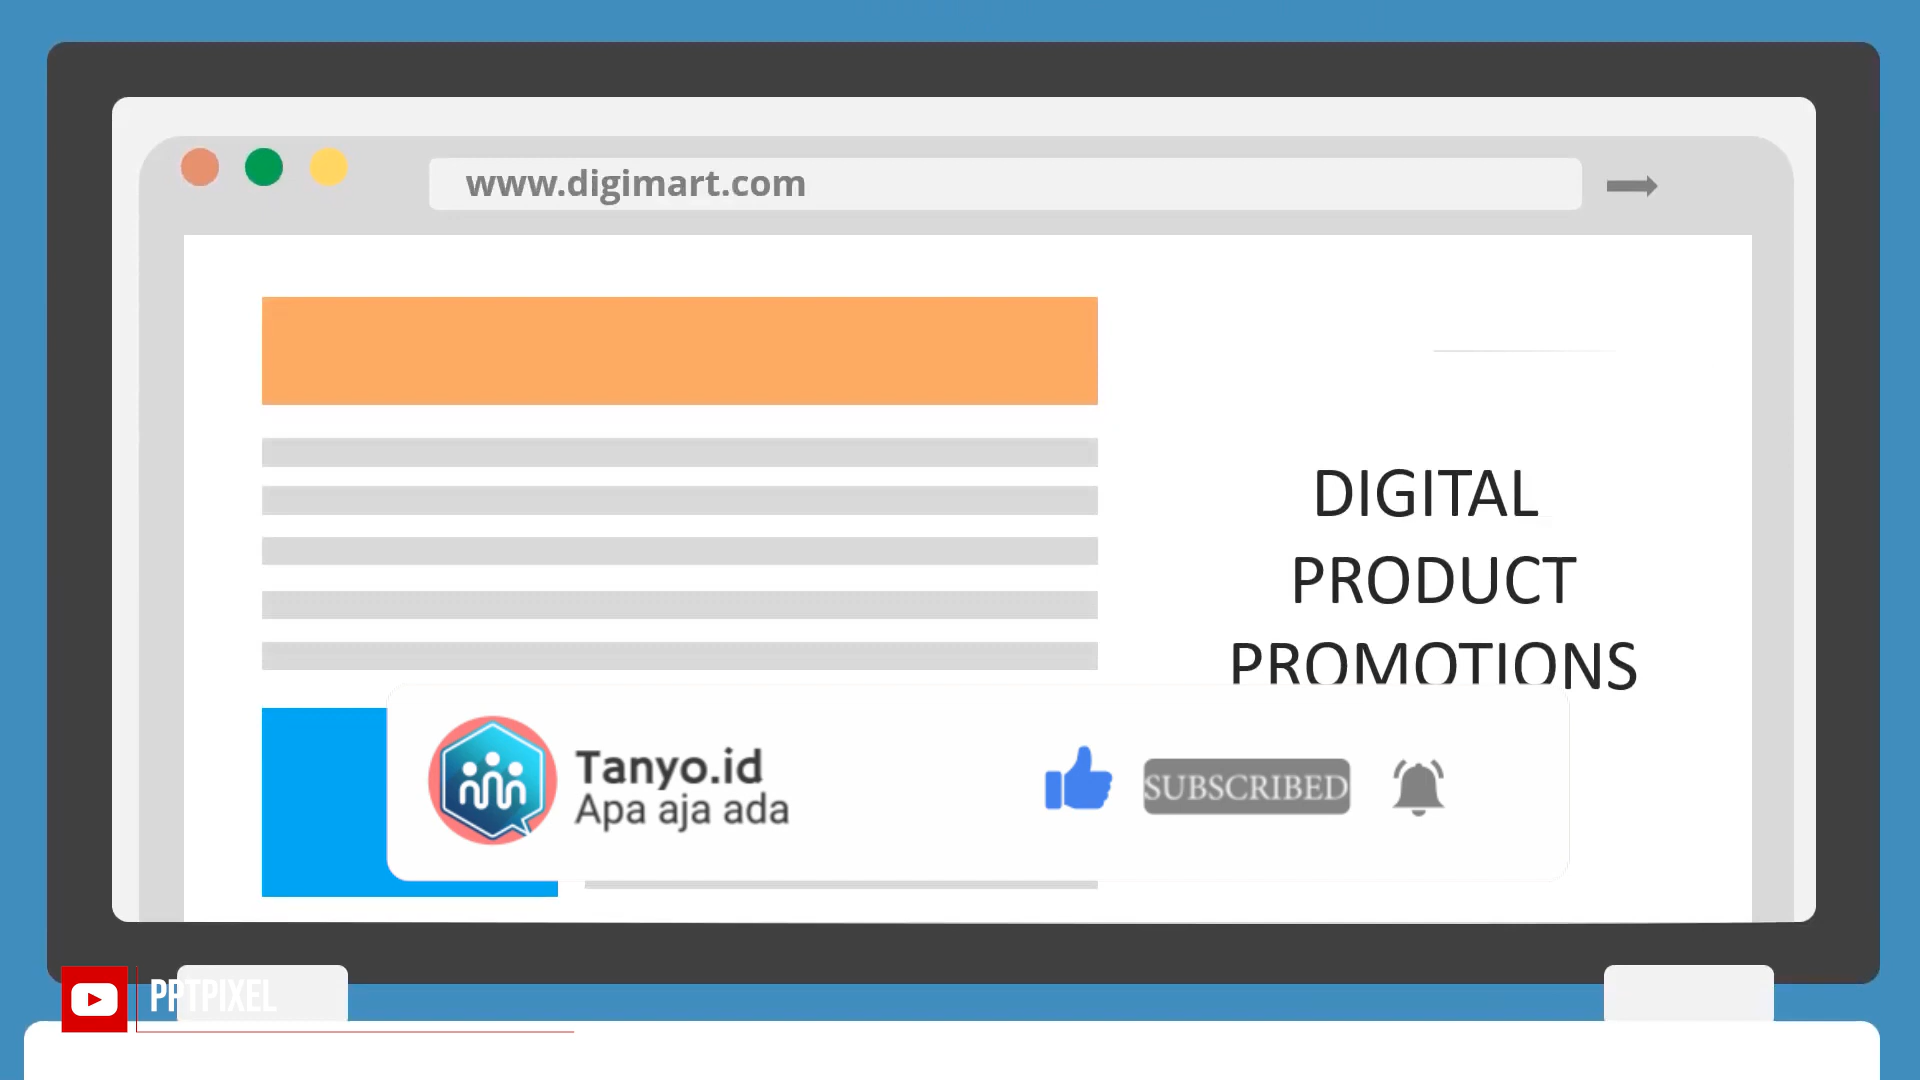 www.digimart.com
DIGITAL
PRODUCT
PROMOTIONS
Tanyo.id
Apa aja ada
SUBSCRIBED
PPTPIXEL